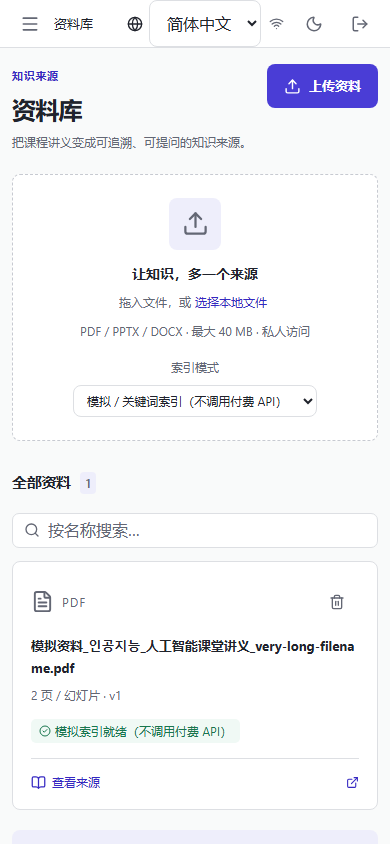 资料库
简体中文
知识来源
上传资料
资料库
把课程讲义变成可追溯、可提问的知识来源。
让知识，多一个来源
拖入文件，或 选择本地文件
PDF / PPTX / DOCX · 最大 40 MB · 私人访问
索引模式
模拟 / 关键词索引（不调用付费 API）
全部资料 1
按名称搜索...
PDF
模拟资料_인공지능_人工智能课堂讲义_very-long-filena
me.pdf
2 页 / 幻灯片 · v1
模拟索引就绪（不调用付费 API）
查看来源